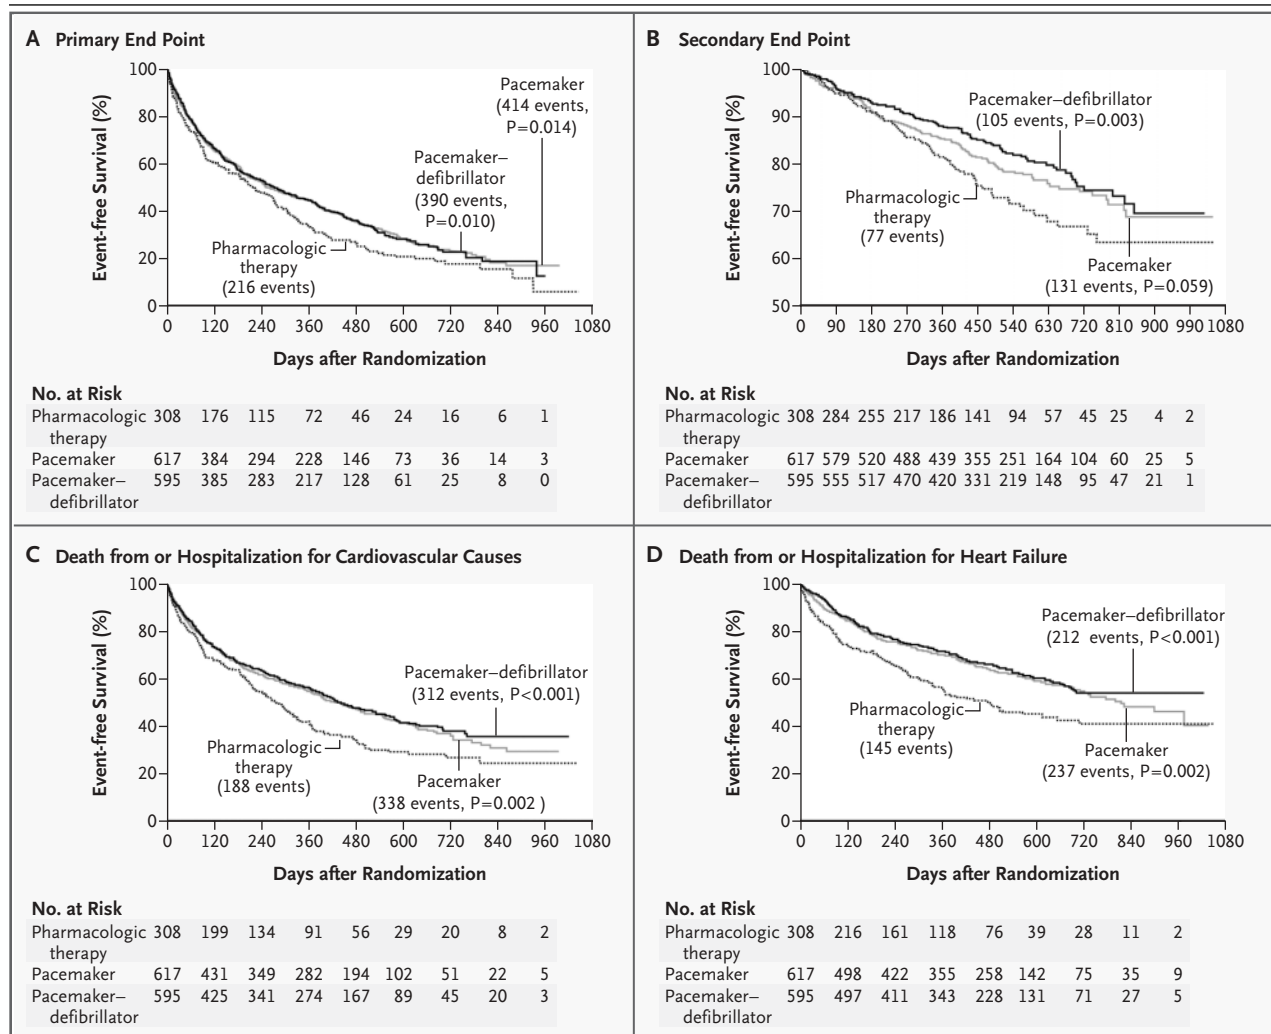 A Primary End Point
Event-free Survival (%)
100
80
60
40
20
0
Pacemaker
(414 events,
P=0.014)
Pacemaker–
defibrillator
(390 events,
P=0.010)
Pharmacologic
therapy
(216 events)
0 120 240 360 480 600 720 840 960 1080
Days after Randomization
No. at Risk
Pharmacologic 308 176 115 72 46 24 16 6 1
therapy
Pacemaker 617 384 294 228 146 73 36 14 3
Pacemaker– 595 385 283 217 128 61 25 8 0
defibrillator
B Secondary End Point
Event-free Survival (%)
100
90
80
70
60
50
Pacemaker–defibrillator
(105 events, P=0.003)
Pharmacologic
therapy
(77 events)
Pacemaker
(131 events, P=0.059)
0 90 180 270 360 450 540 630 720 810 900 990 1080
Days after Randomization
No. at Risk
Pharmacologic 308 284 255 217 186 141 94 57 45 25 4 2
therapy
Pacemaker 617 579 520 488 439 355 251 164 104 60 25 5
Pacemaker– 595 555 517 470 420 331 219 148 95 47 21 1
defibrillator
C Death from or Hospitalization for Cardiovascular Causes
Event-free Survival (%)
100
80
60
40
20
0
Pacemaker–defibrillator
(312 events, P<0.001)
Pharmacologic
therapy
(188 events)
Pacemaker
(338 events, P=0.002 )
0 120 240 360 480 600 720 840 960 1080
Days after Randomization
No. at Risk
Pharmacologic 308 199 134 91 56 29 20 8 2
therapy
Pacemaker 617 431 349 282 194 102 51 22 5
Pacemaker– 595 425 341 274 167 89 45 20 3
defibrillator
D Death from or Hospitalization for Heart Failure
Event-free Survival (%)
100
80
60
40
20
0
Pacemaker–defibrillator
(212 events, P<0.001)
Pharmacologic
therapy
(145 events)
Pacemaker
(237 events, P=0.002)
0 120 240 360 480 600 720 840 960 1080
Days after Randomization
No. at Risk
Pharmacologic 308 216 161 118 76 39 28 11 2
therapy
Pacemaker 617 498 422 355 258 142 75 35 9
Pacemaker– 595 497 411 343 228 131 71 27 5
defibrillator